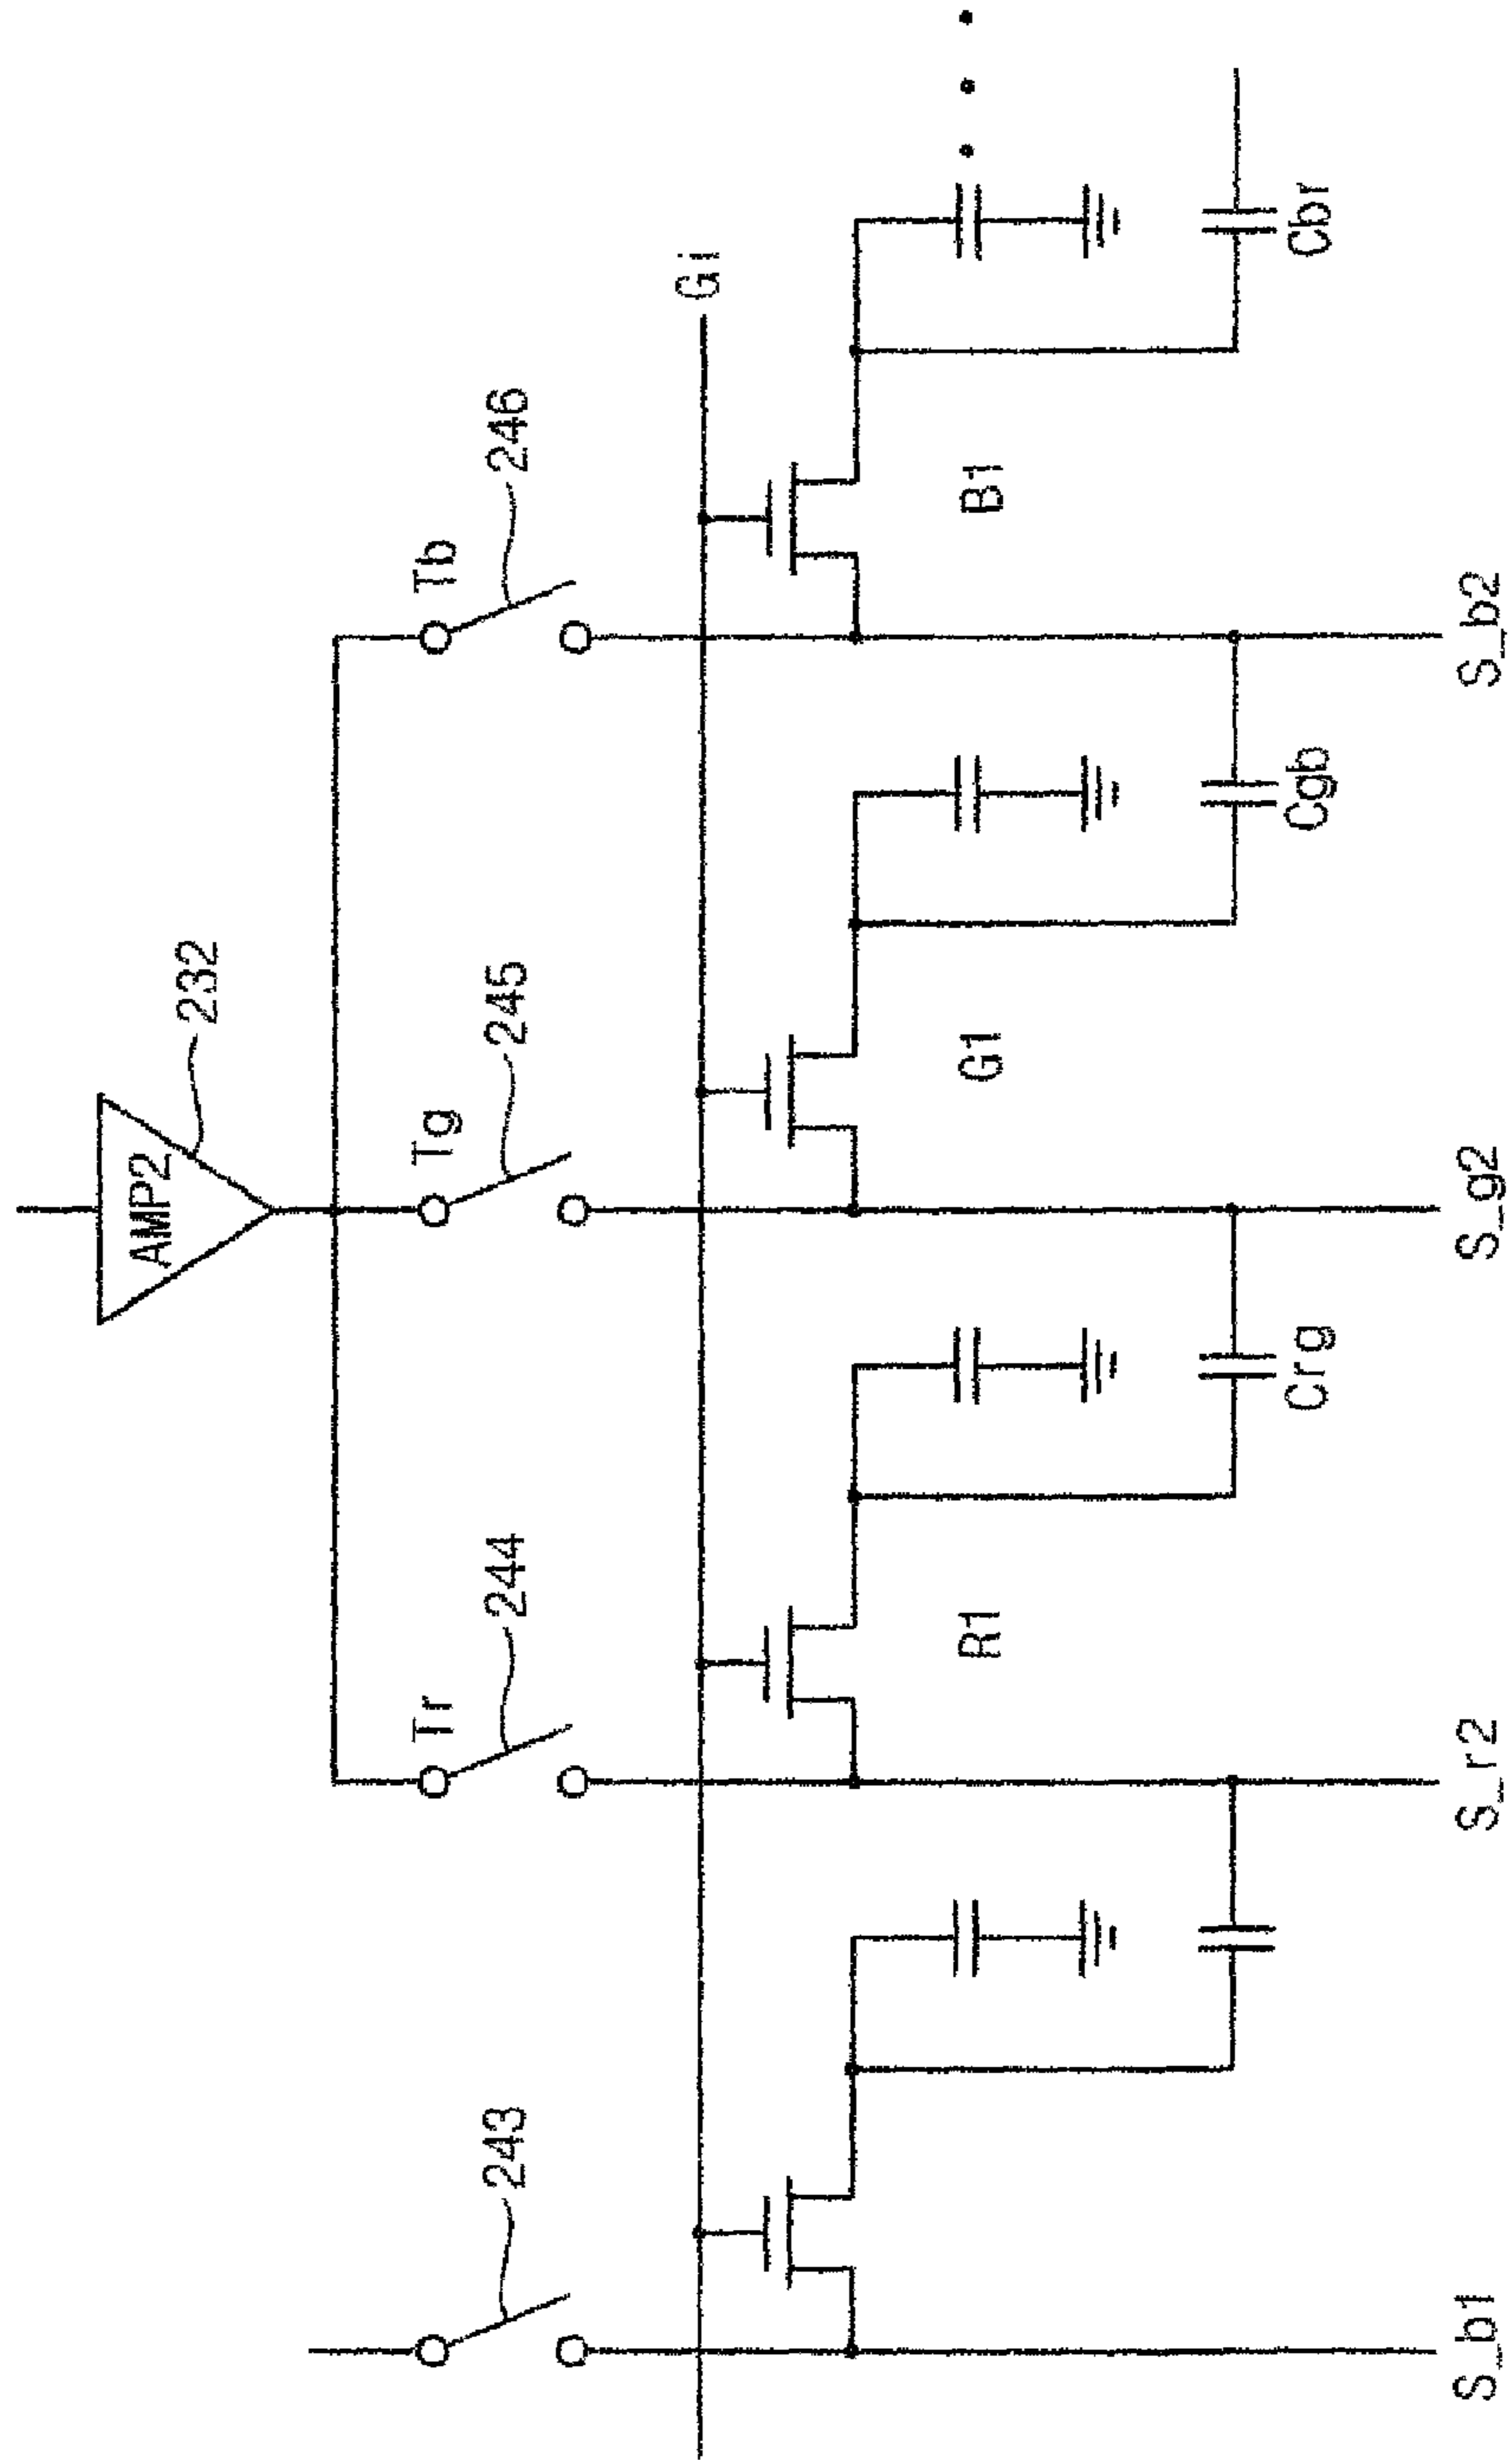 AMP2
232
243
Tr
244
Tg
245
Tb
246
Gi
R1
G1
B1
Crg
Cgb
Cbr
S_b1
S_r2
S_g2
S_b2